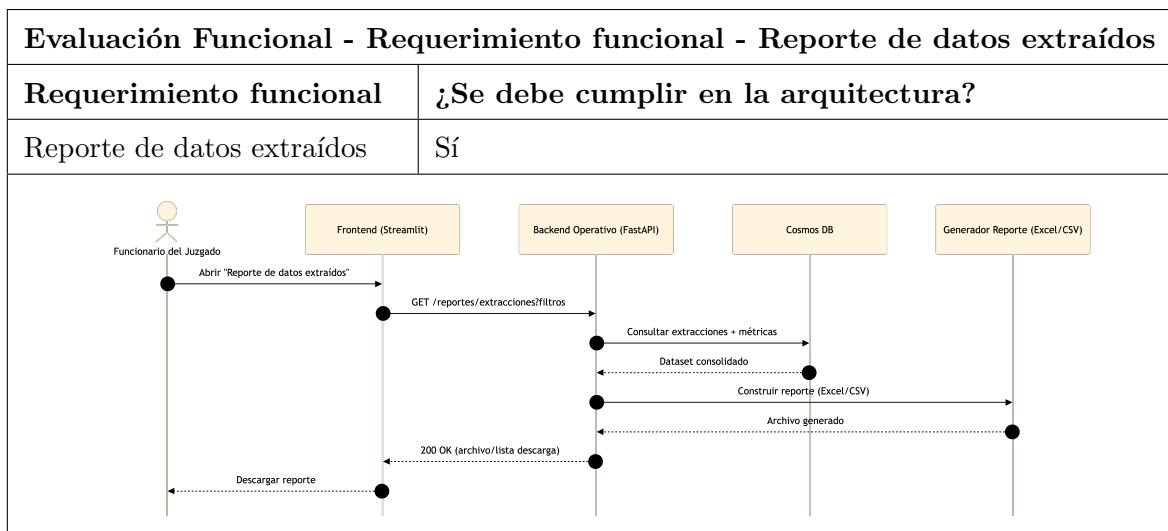 Evaluación Funcional - Requerimiento funcional - Reporte de datos extraídos
Requerimiento funcional ¿Se debe cumplir en la arquitectura?
Reporte de datos extraídos Sí
Funcionario del Juzgado
Frontend (Streamlit)
Backend Operativo (FastAPI)
Cosmos DB
Generador Reporte (Excel/CSV)
Abrir "Reporte de datos extraídos"
GET /reportes/extracciones?filtros
Consultar extracciones + métricas
Dataset consolidado
Construir reporte (Excel/CSV)
Archivo generado
200 OK (archivo/lista descarga)
Descargar reporte